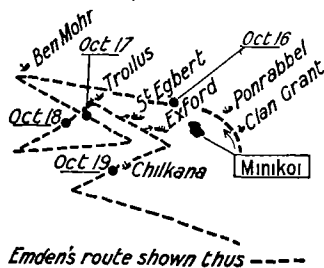 Ben Mohr
Oct 17
Troilus
St Egbert
Oct 16
Exford
Ponrabbel
Clan Grant
Oct 18
Minikoi
Oct 19
Chilkana
Emden's route shown thus